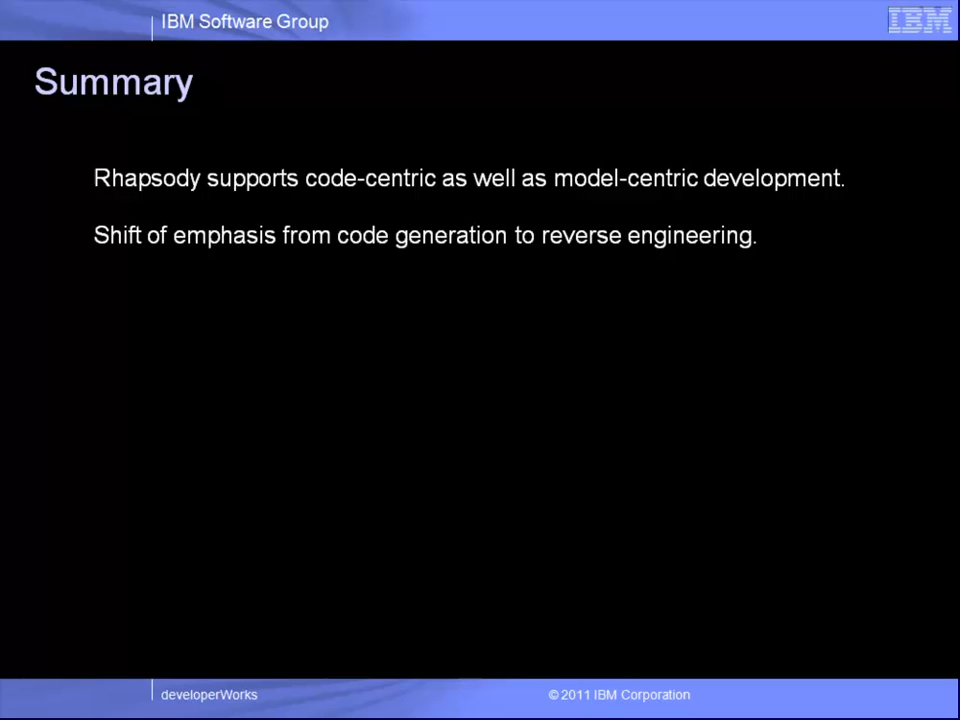 IBM Software Group
IBM
Summary
Rhapsody supports code-centric as well as model-centric development.
Shift of emphasis from code generation to reverse engineering.
developerWorks
© 2011 IBM Corporation